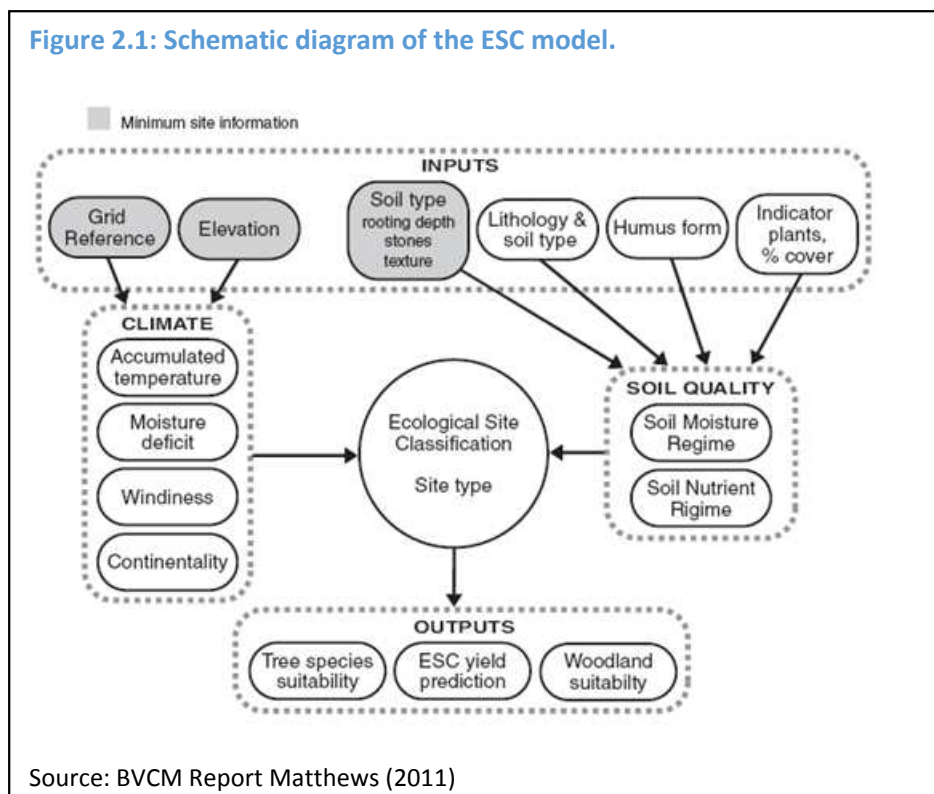 Figure 2.1: Schematic diagram of the ESC model.
Minimum site information
INPUTS
Grid
Reference
Elevation
Soil type
rooting depth
stones
texture
Lithology &
soil type
Humus form
Indicator
plants,
% cover
CLIMATE
Accumulated
temperature
Moisture
deficit
Windiness
Continentality
Ecological Site
Classification
Site type
SOIL QUALITY
Soil Moisture
Regime
Soil Nutrient
Rigime
OUTPUTS
Tree species
suitability
ESC yield
prediction
Woodland
suitabilty
Source: BVCM Report Matthews (2011)